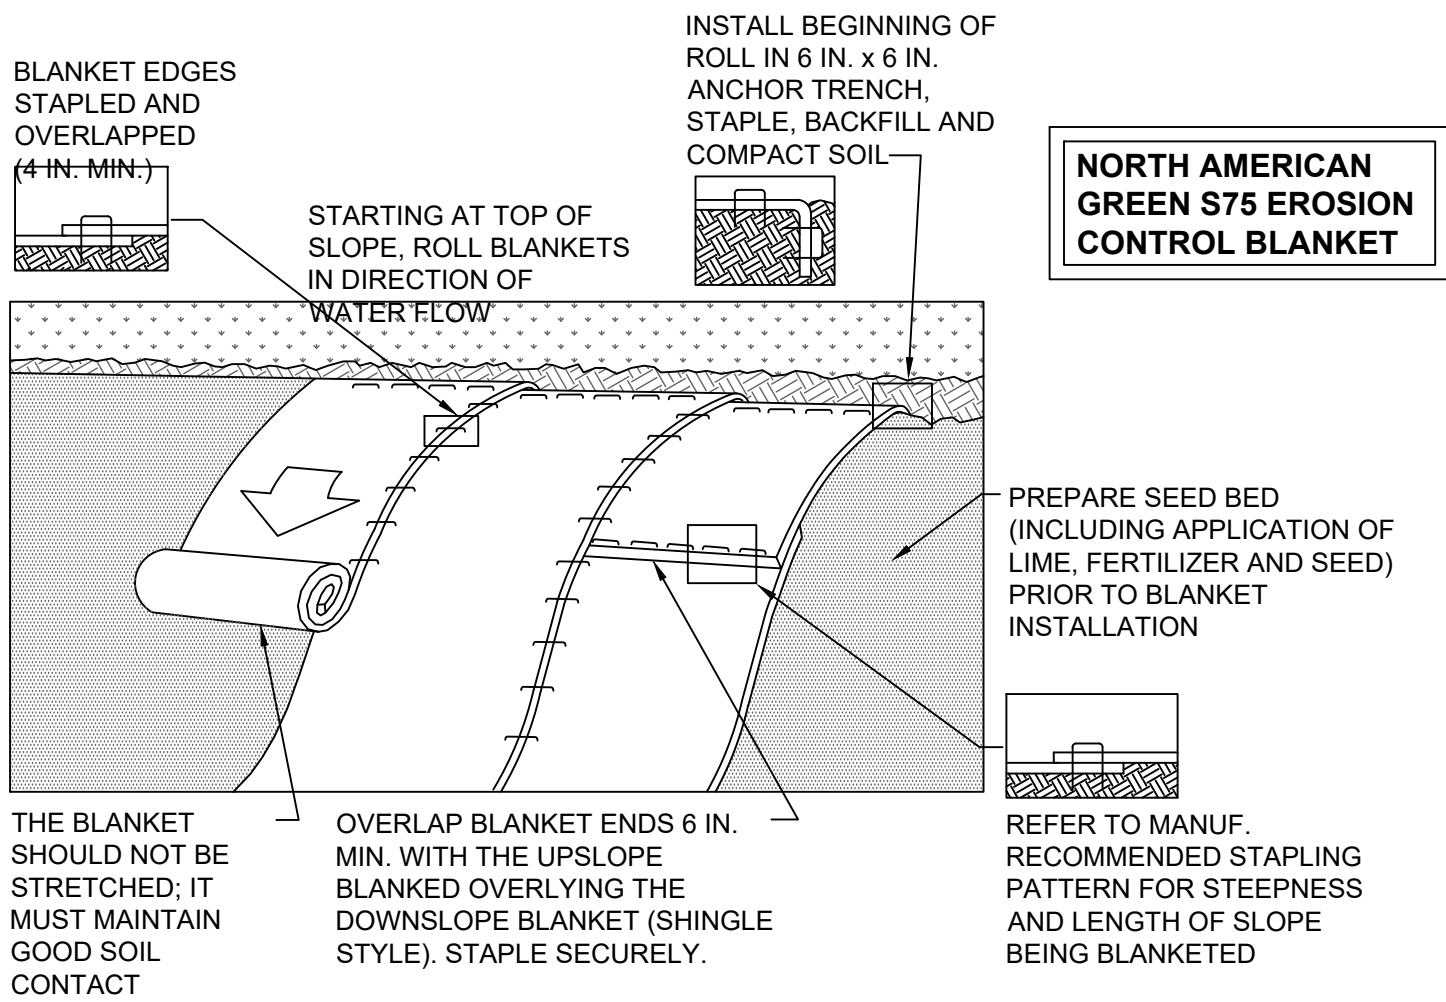 BLANKET EDGES
STAPLED AND
OVERLAPPED
(4 IN. MIN.)
STARTING AT TOP OF
SLOPE, ROLL BLANKETS
IN DIRECTION OF
WATER FLOW
INSTALL BEGINNING OF
ROLL IN 6 IN. x 6 IN.
ANCHOR TRENCH,
STAPLE, BACKFILL AND
COMPACT SOIL
NORTH AMERICAN
GREEN S75 EROSION
CONTROL BLANKET
PREPARE SEED BED
(INCLUDING APPLICATION OF
LIME, FERTILIZER AND SEED)
PRIOR TO BLANKET
INSTALLATION
THE BLANKET
SHOULD NOT BE
STRETCHED; IT
MUST MAINTAIN
GOOD SOIL
CONTACT
OVERLAP BLANKET ENDS 6 IN.
MIN. WITH THE UPSLOPE
BLANKED OVERLYING THE
DOWNSLOPE BLANKET (SHINGLE
STYLE). STAPLE SECURELY.
REFER TO MANUF.
RECOMMENDED STAPLING
PATTERN FOR STEEPNESS
AND LENGTH OF SLOPE
BEING BLANKETED